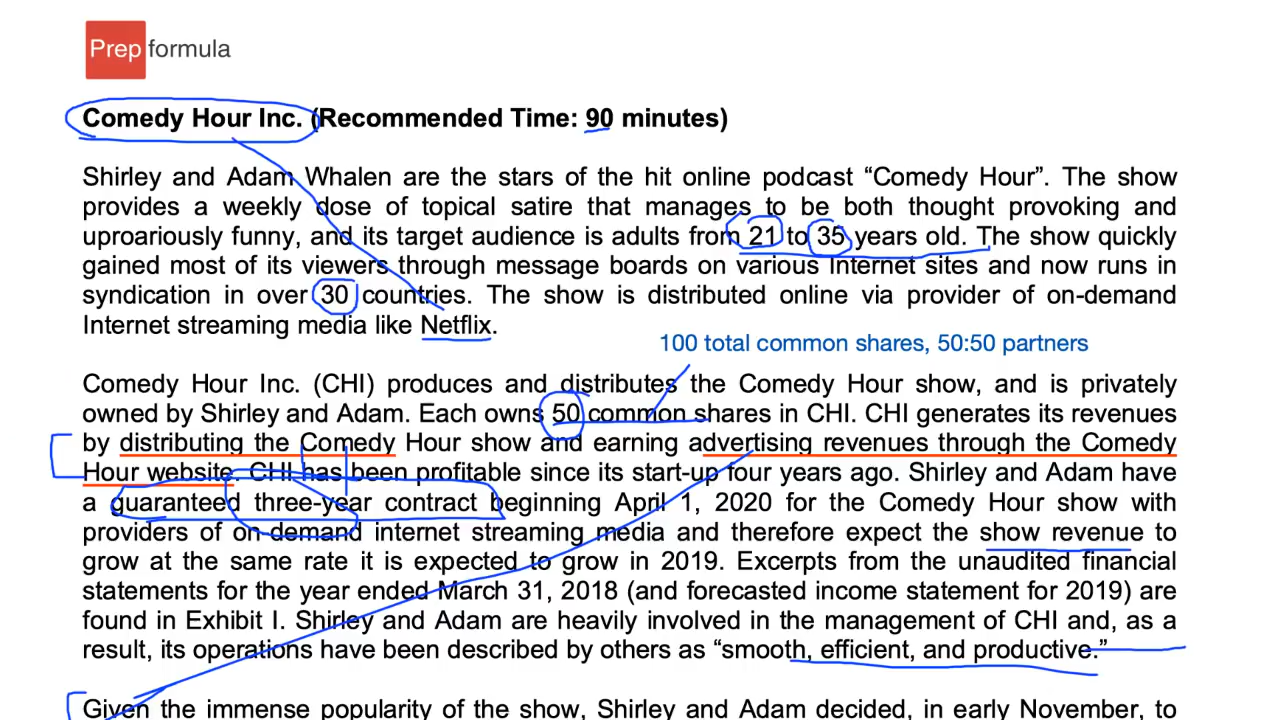 Prep formula
Comedy Hour Inc. (Recommended Time: 90 minutes)
Shirley and Adam Whalen are the stars of the hit online podcast “Comedy Hour”. The show
provides a weekly dose of topical satire that manages to be both thought provoking and
uproariously funny, and its target audience is adults from 21 to 35 years old. The show quickly
gained most of its viewers through message boards on various Internet sites and now runs in
syndication in over 30 countries. The show is distributed online via provider of on-demand
Internet streaming media like Netflix.
100 total common shares, 50:50 partners
Comedy Hour Inc. (CHI) produces and distributes the Comedy Hour show, and is privately
owned by Shirley and Adam. Each owns 50 common shares in CHI. CHI generates its revenues
by distributing the Comedy Hour show and earning advertising revenues through the Comedy
Hour website. CHI has been profitable since its start-up four years ago. Shirley and Adam have
a guaranteed three-year contract beginning April 1, 2020 for the Comedy Hour show with
providers of on-demand internet streaming media and therefore expect the show revenue to
grow at the same rate it is expected to grow in 2019. Excerpts from the unaudited financial
statements for the year ended March 31, 2018 (and forecasted income statement for 2019) are
found in Exhibit I. Shirley and Adam are heavily involved in the management of CHI and, as a
result, its operations have been described by others as “smooth, efficient, and productive.”
Given the immense popularity of the show, Shirley and Adam decided, in early November, to